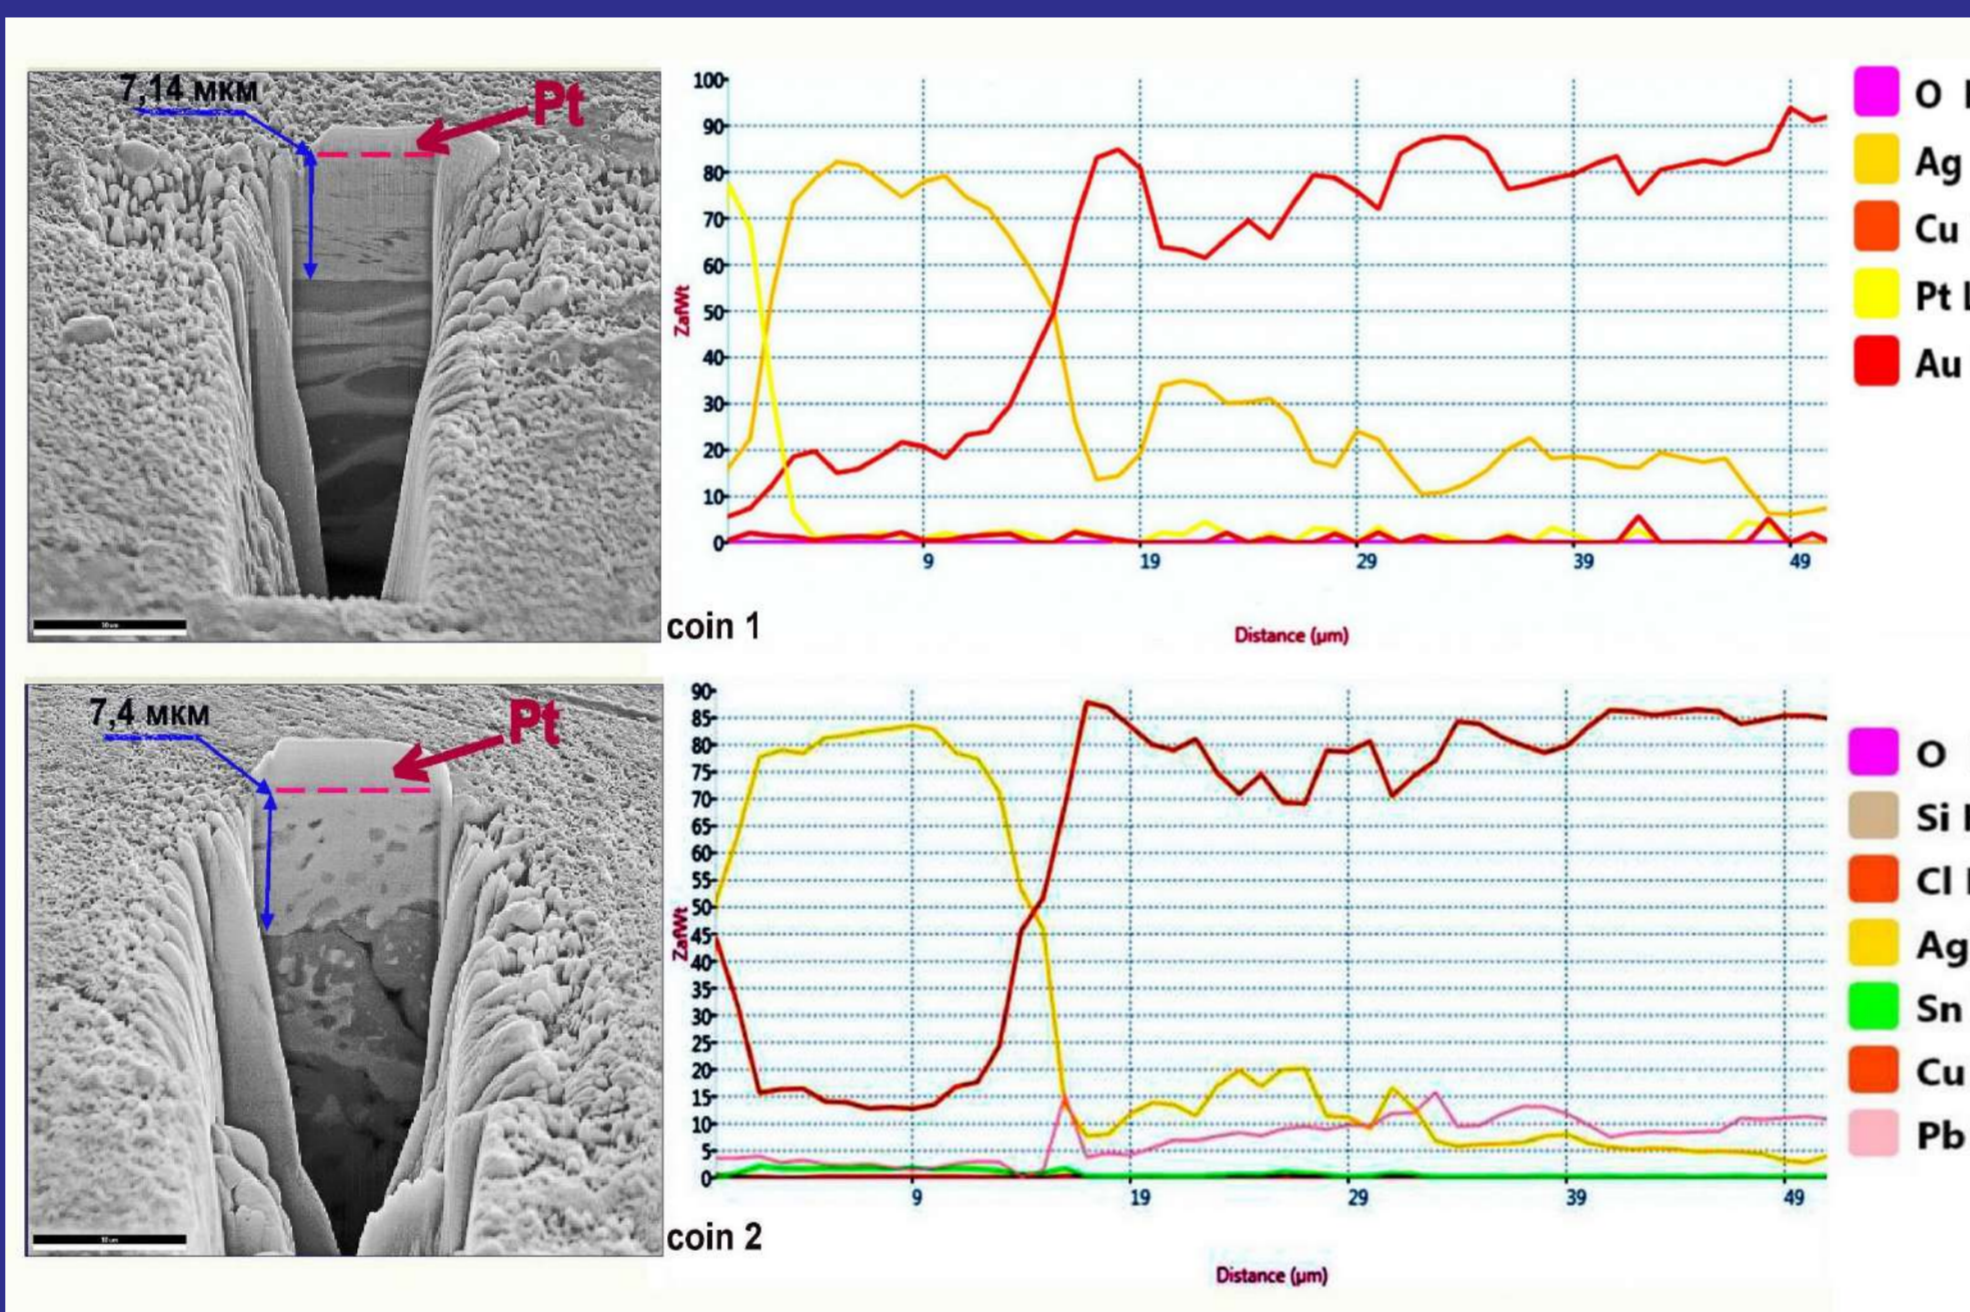 7,14 мкм
Pt
coin 1
100
90
80
70
60
50
40
30
20
10
0
ZafWt
9
19
29
39
49
Distance (µm)
O
Ag
Cu
Pt
Au
7,4 мкм
Pt
coin 2
90
85
80
75
70
65
60
55
50
45
40
35
30
25
20
15
10
5
0
ZafWt
9
19
29
39
49
Distance (µm)
O
Si
Cl
Ag
Sn
Cu
Pb